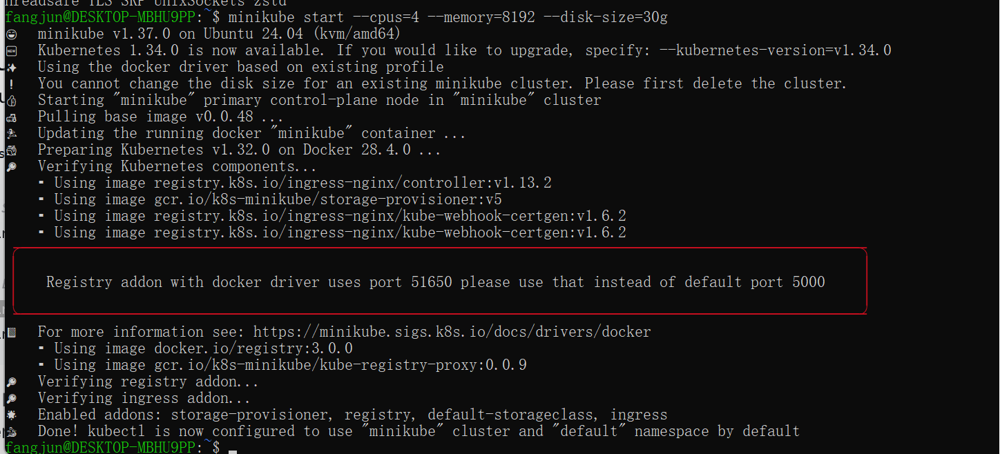 hreadsafe TLS SRP UnixSockets zstd
fangjun@DESKTOP-MBHU9PP:~$ minikube start --cpus=4 --memory=8192 --disk-size=30g
minikube v1.37.0 on Ubuntu 24.04 (kvm/amd64)
NEW Kubernetes 1.34.0 is now available. If you would like to upgrade, specify: --kubernetes-version=v1.34.0
Using the docker driver based on existing profile
! You cannot change the disk size for an existing minikube cluster. Please first delete the cluster.
Starting "minikube" primary control-plane node in "minikube" cluster
Pulling base image v0.0.48 ...
Updating the running docker "minikube" container ...
Preparing Kubernetes v1.32.0 on Docker 28.4.0 ...
Verifying Kubernetes components...
- Using image registry.k8s.io/ingress-nginx/controller:v1.13.2
- Using image gcr.io/k8s-minikube/storage-provisioner:v5
- Using image registry.k8s.io/ingress-nginx/kube-webhook-certgen:v1.6.2
- Using image registry.k8s.io/ingress-nginx/kube-webhook-certgen:v1.6.2
Registry addon with docker driver uses port 51650 please use that instead of default port 5000
For more information see: https://minikube.sigs.k8s.io/docs/drivers/docker
- Using image docker.io/registry:3.0.0
- Using image gcr.io/k8s-minikube/kube-registry-proxy:0.0.9
Verifying registry addon...
Verifying ingress addon...
Enabled addons: storage-provisioner, registry, default-storageclass, ingress
Done! kubectl is now configured to use "minikube" cluster and "default" namespace by default
fangjun@DESKTOP-MBHU9PP:~$